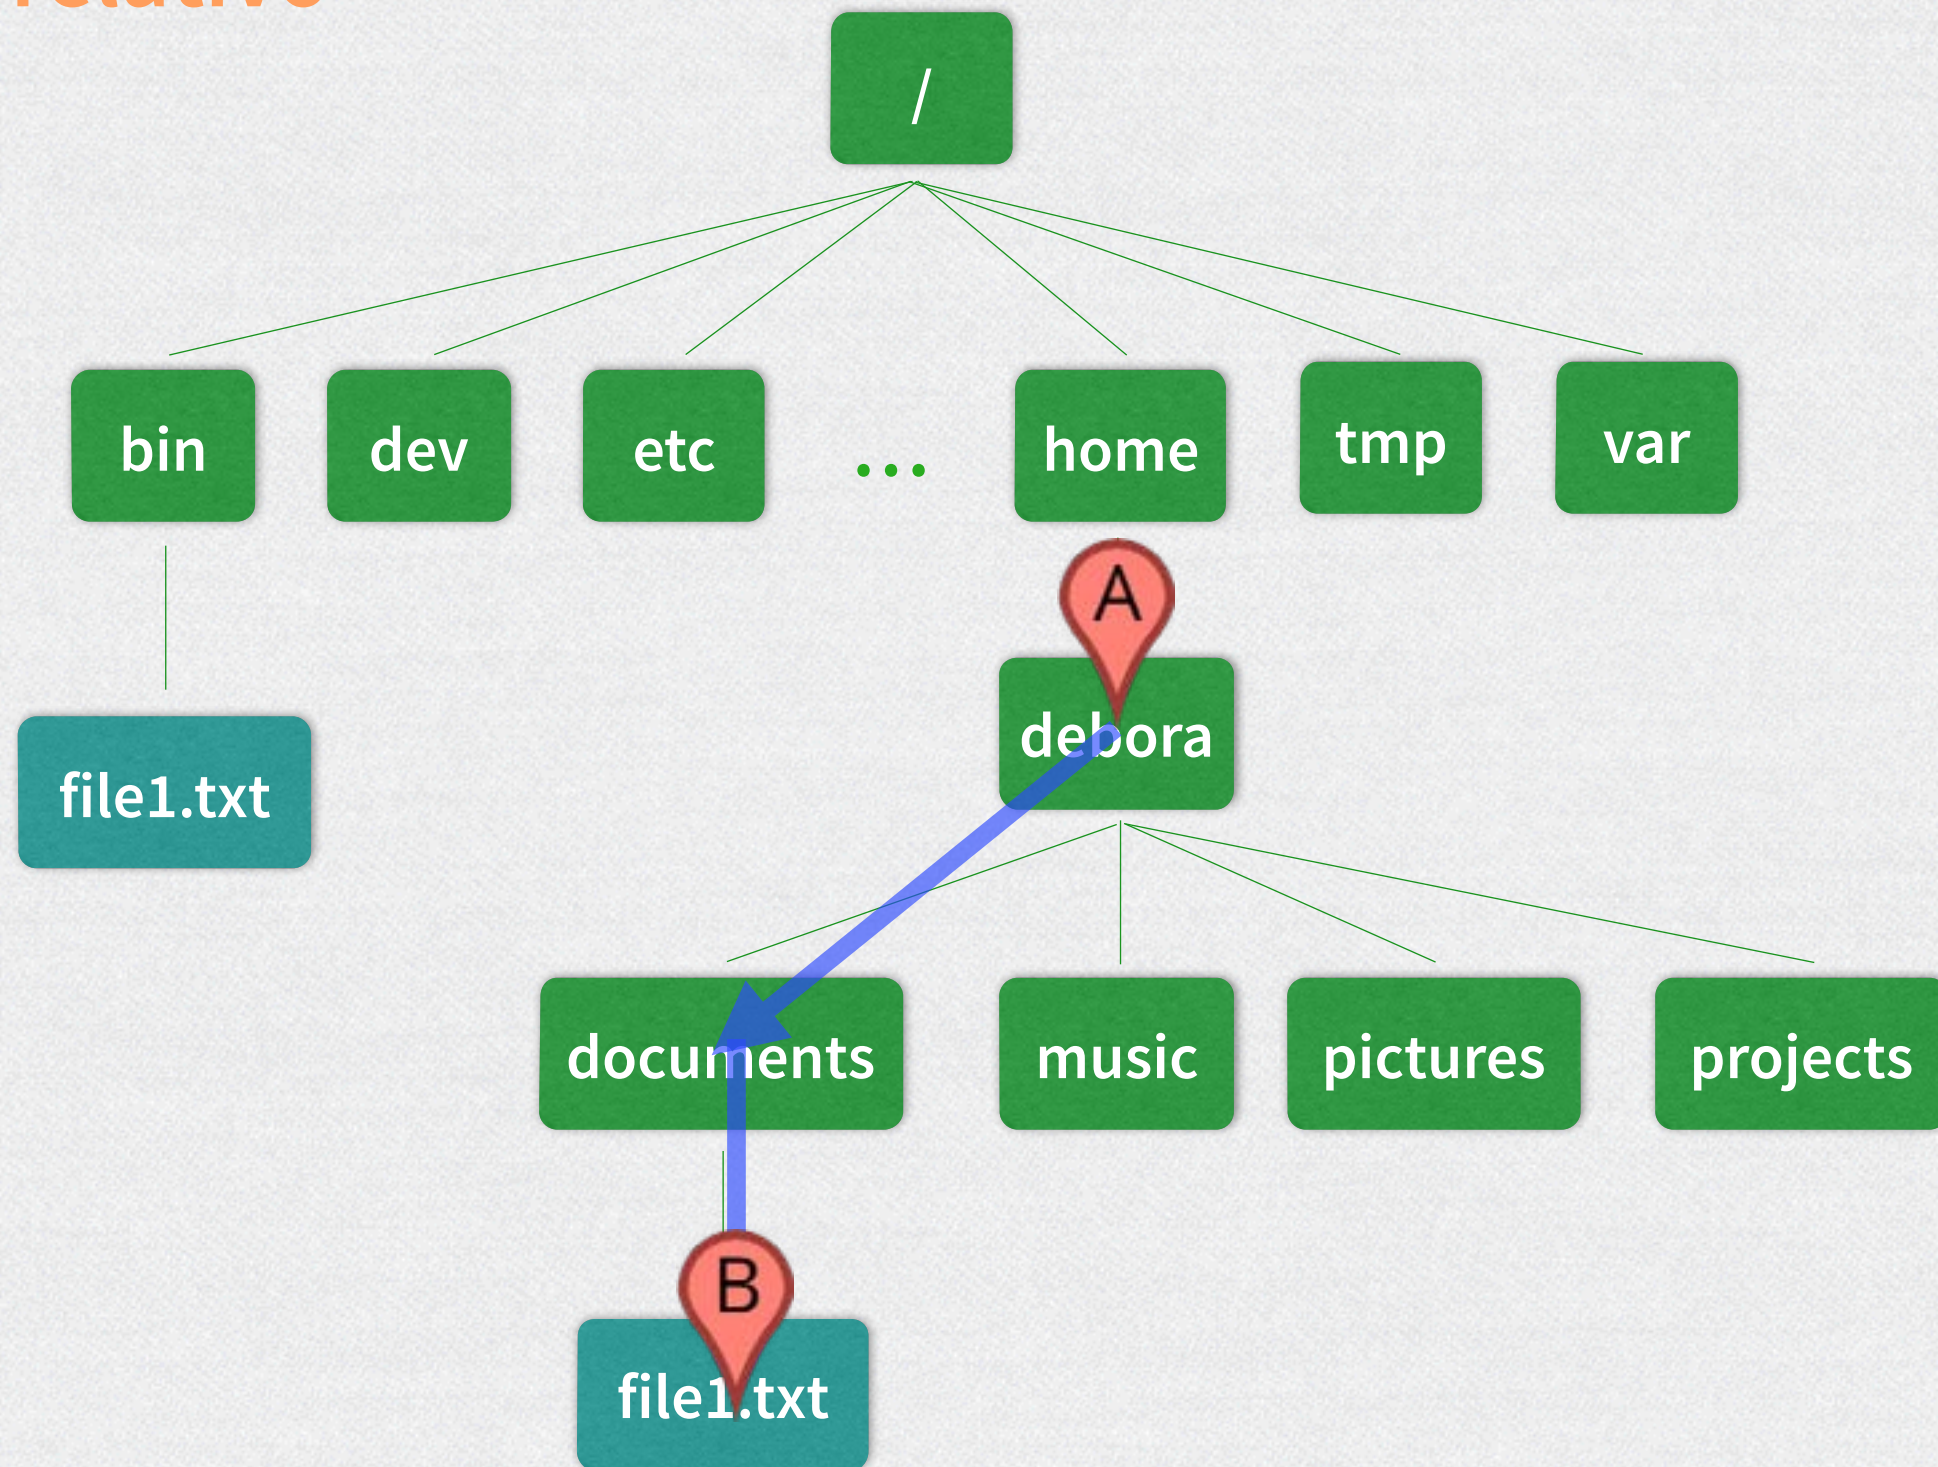 /
bin
dev
etc
...
home
tmp
var
A
debora
file1.txt
documents
music
pictures
projects
B
file1.txt